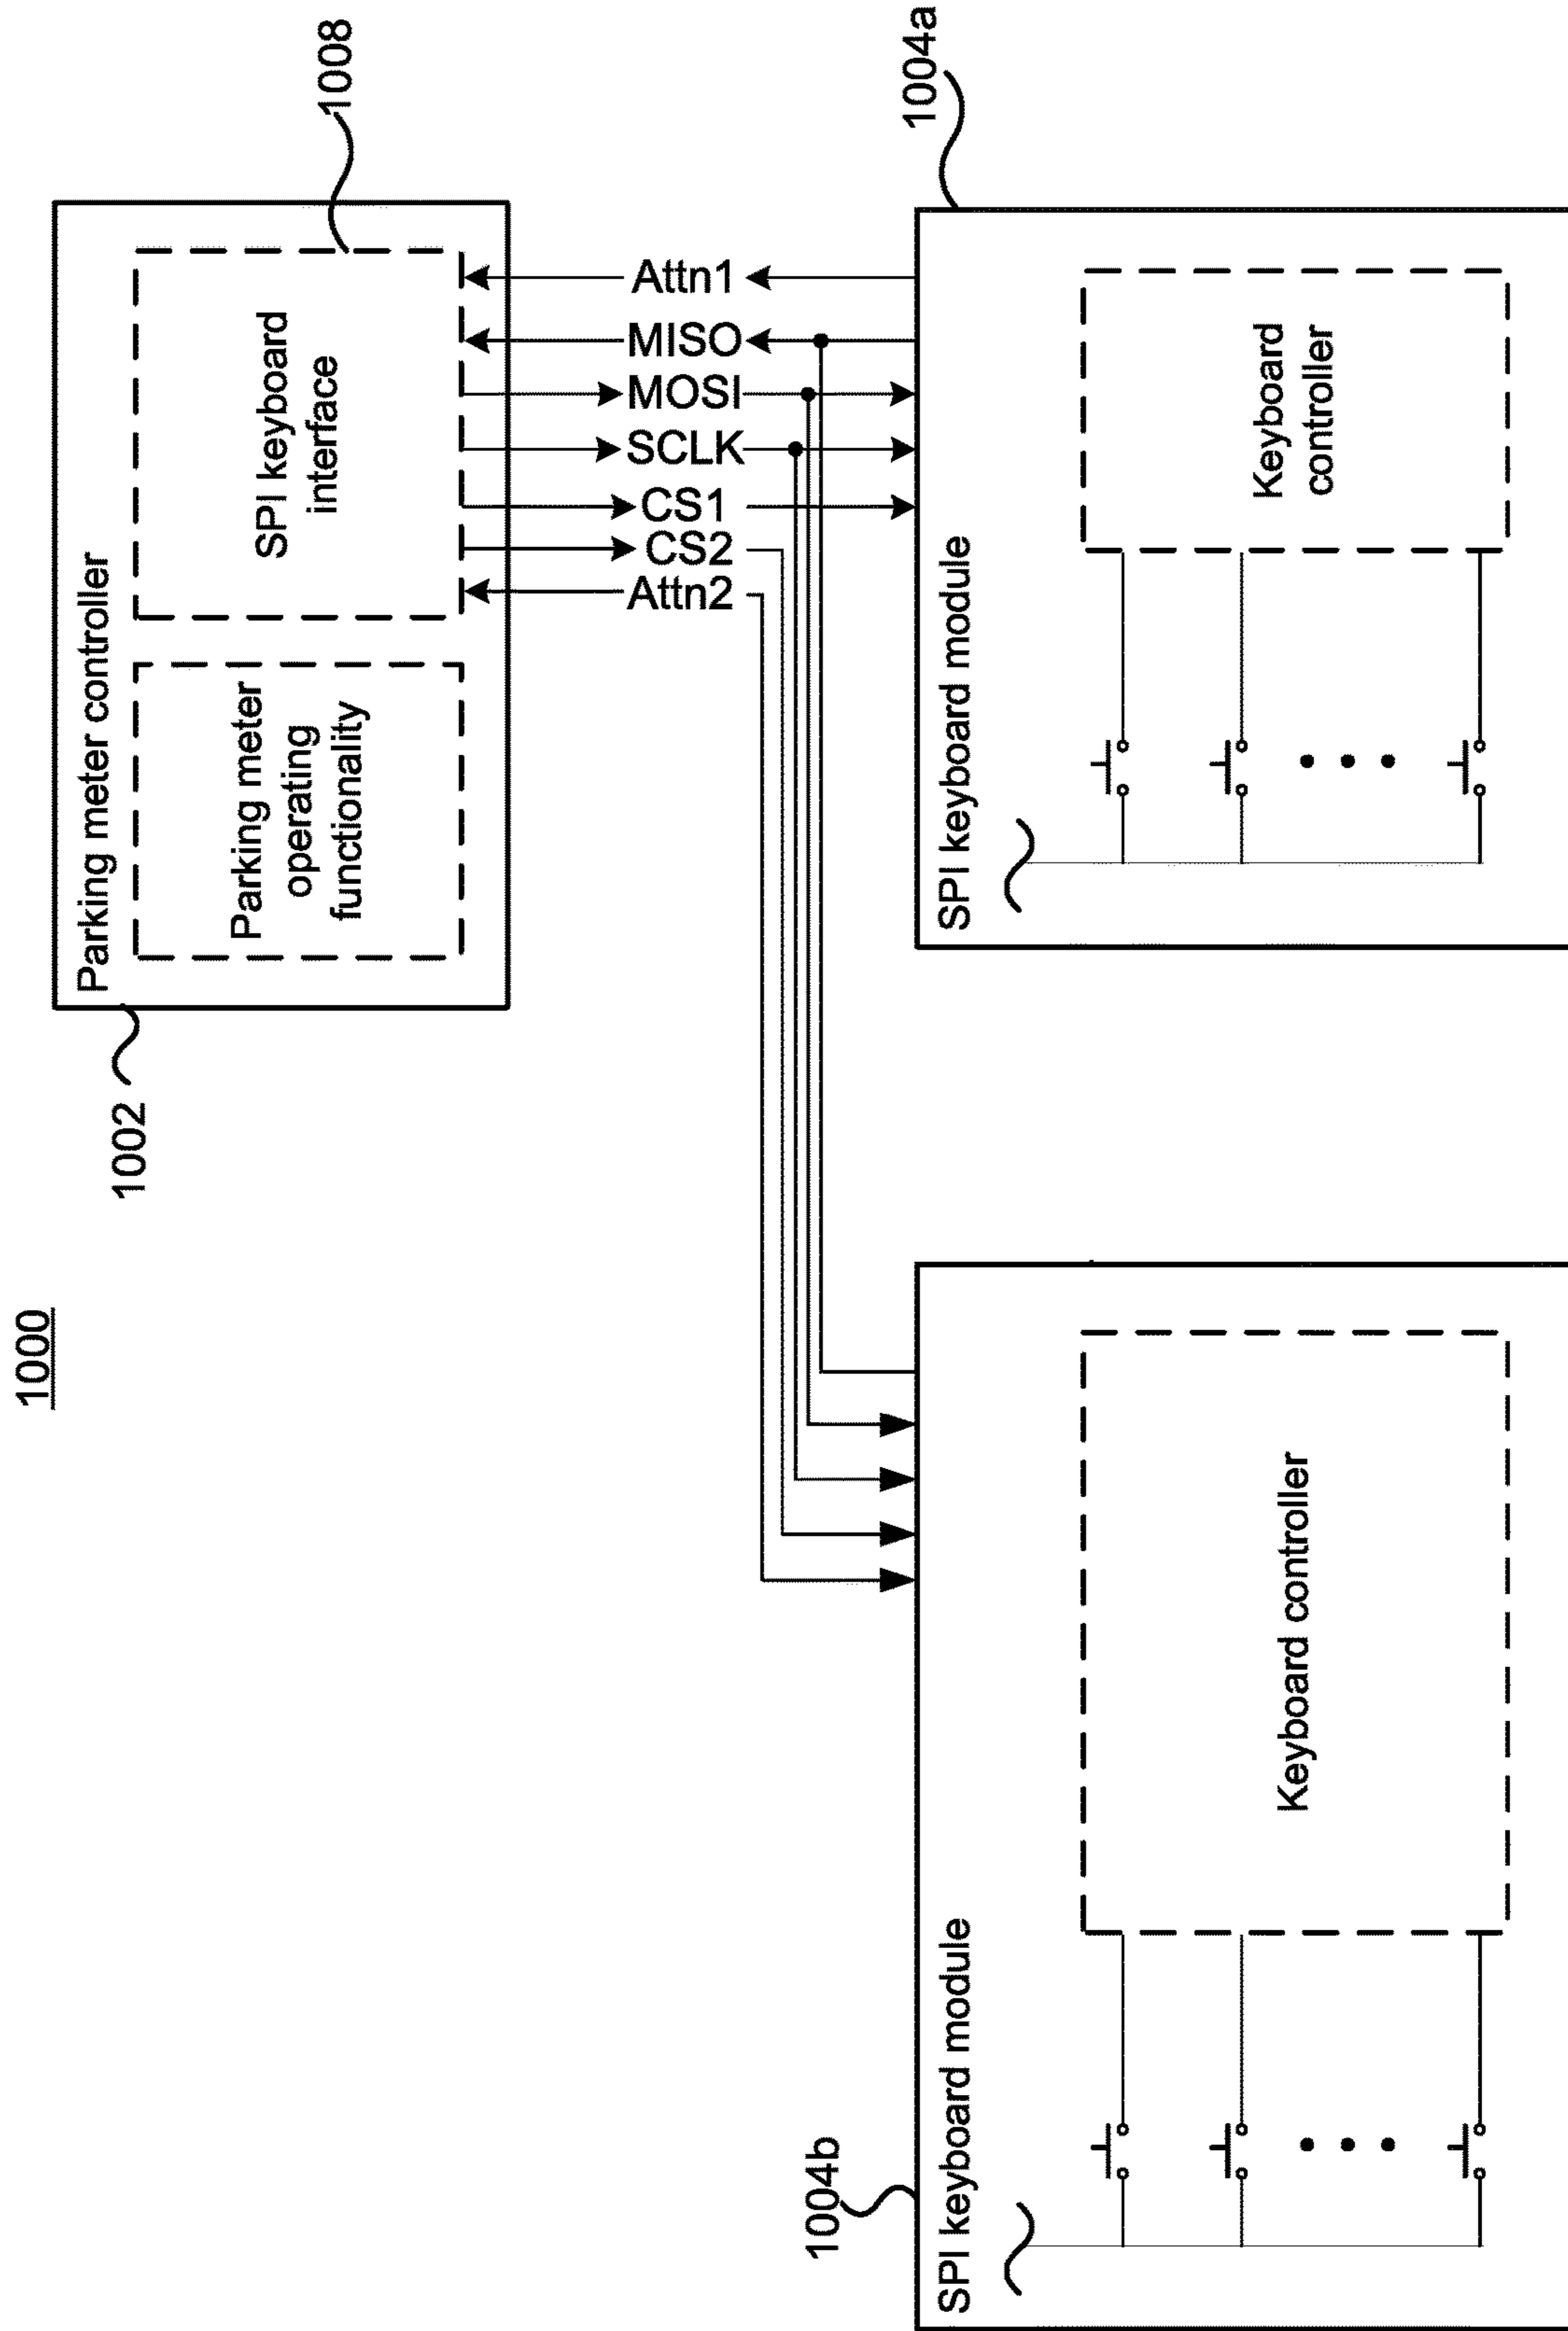 1000
1002
Parking meter controller
Parking meter
operating
functionality
SPI keyboard
interface
1008
Attn2
CS2
CS1
SCLK
MOSI
MISO
Attn1
1004b
SPI keyboard module
Keyboard controller
1004a
SPI keyboard module
Keyboard
controller